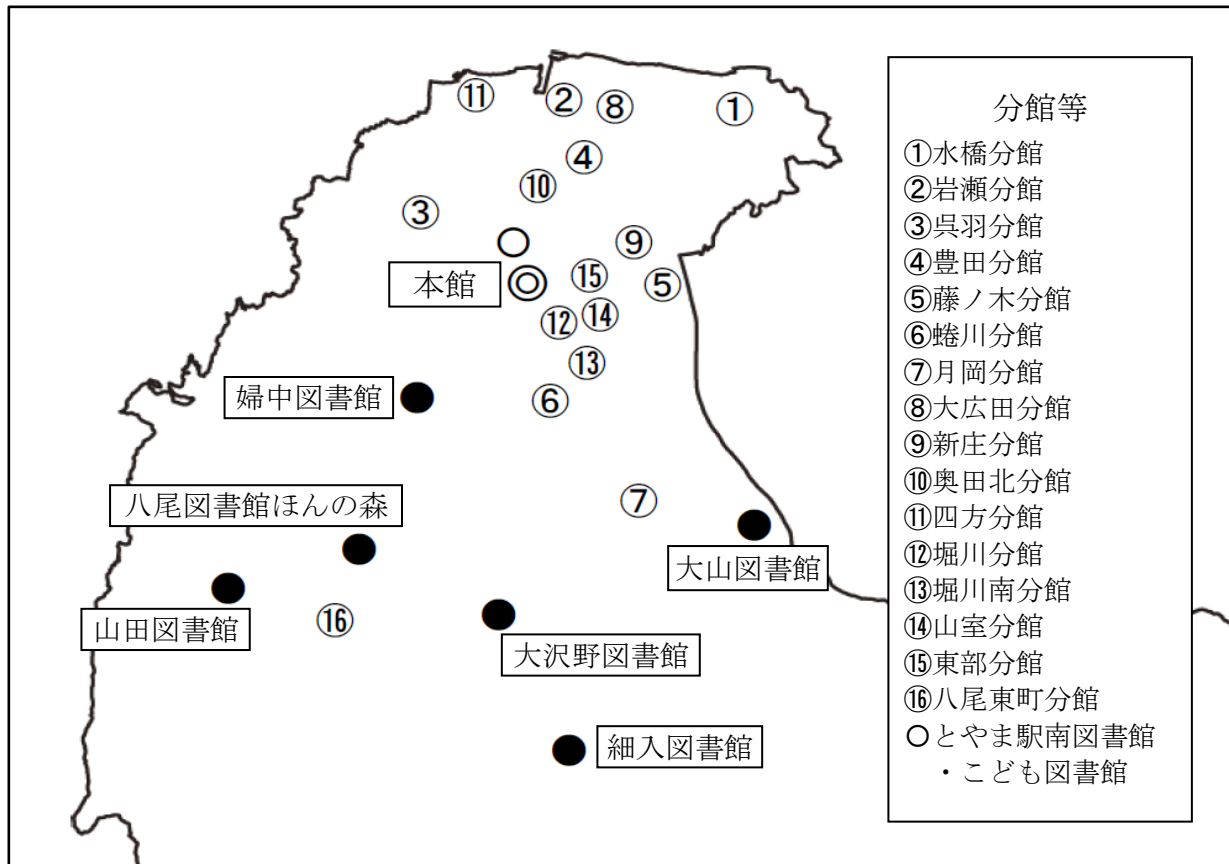 ⑪
②
⑧
①
④
⑩
③
⑨
本館
⑮
⑤
⑫
⑭
⑬
婦中図書館
⑥
八尾図書館ほんの森
⑦
大山図書館
山田図書館
⑯
大沢野図書館
細入図書館
分館等
①水橋分館
②岩瀬分館
③呉羽分館
④豊田分館
⑤藤ノ木分館
⑥蜷川分館
⑦月岡分館
⑧大広田分館
⑨新庄分館
⑩奥田北分館
⑪四方分館
⑫堀川分館
⑬堀川南分館
⑭山室分館
⑮東部分館
⑯八尾東町分館
○とやま駅南図書館
・こども図書館